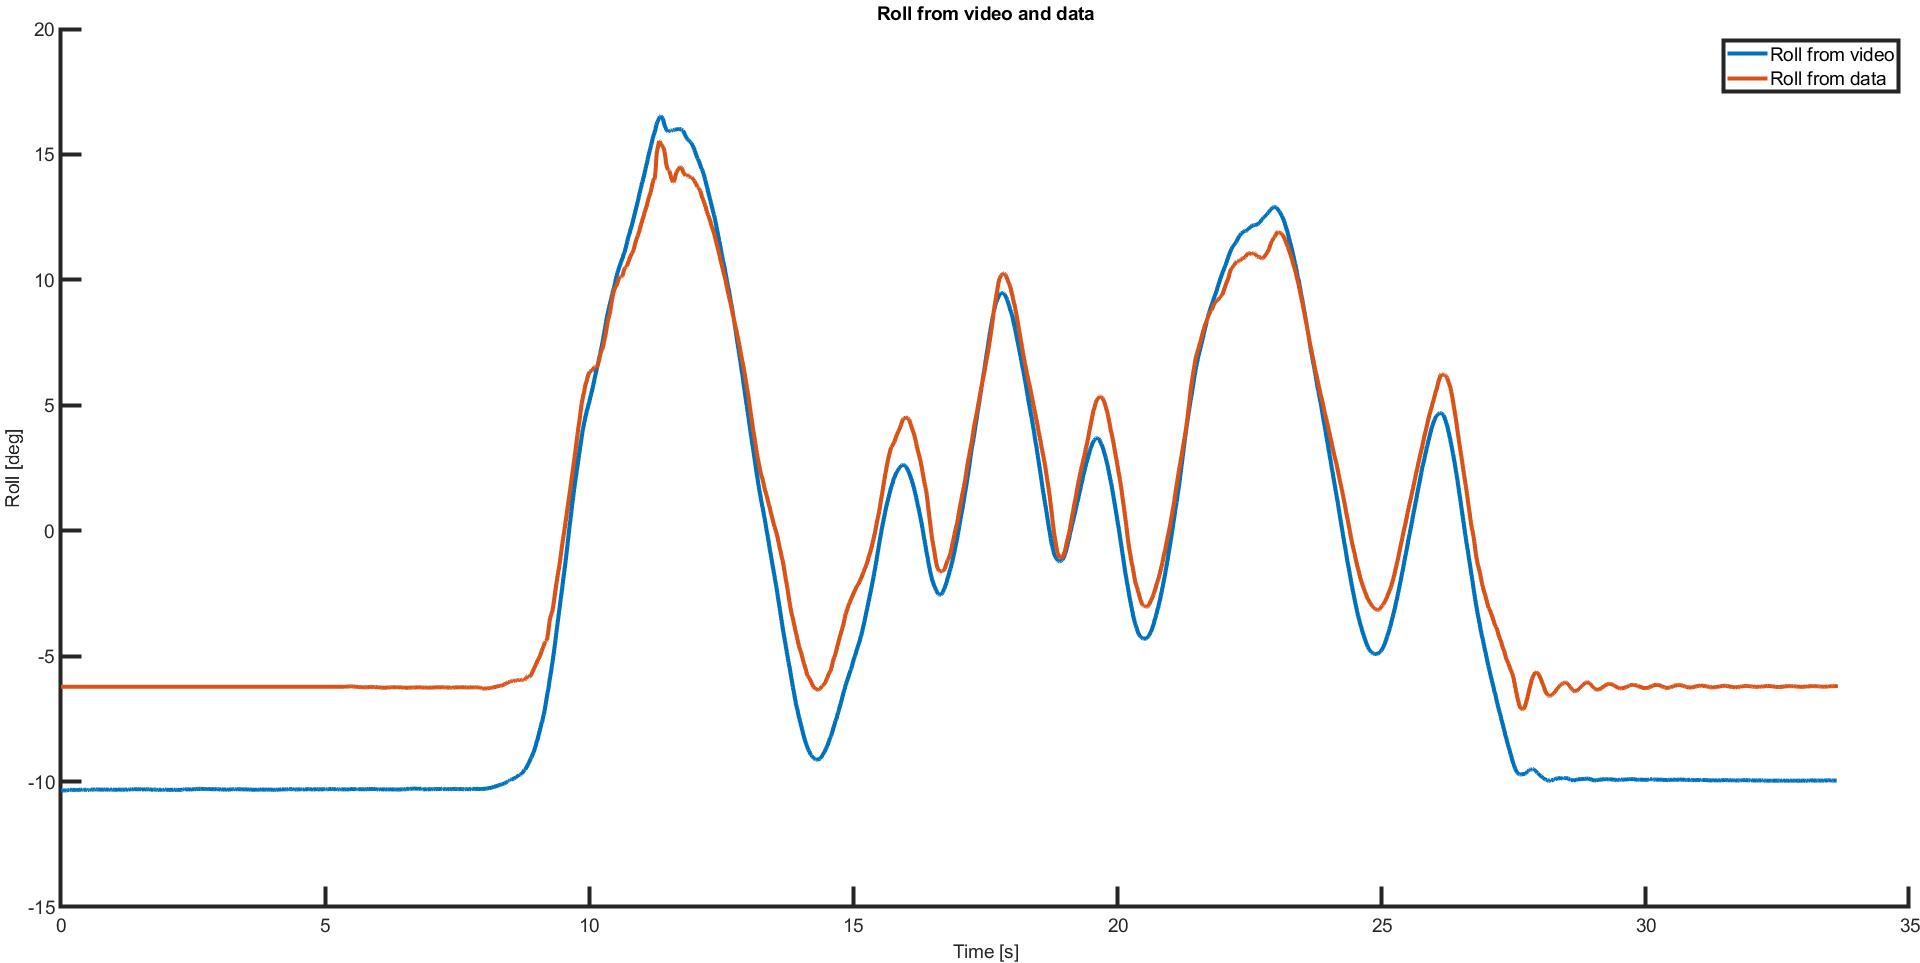 Roll from video and data
Roll from video
Roll from data
20
15
10
5
0
-5
-10
-15
Roll [deg]
0 5 10 15 20 25 30 35
Time [s]